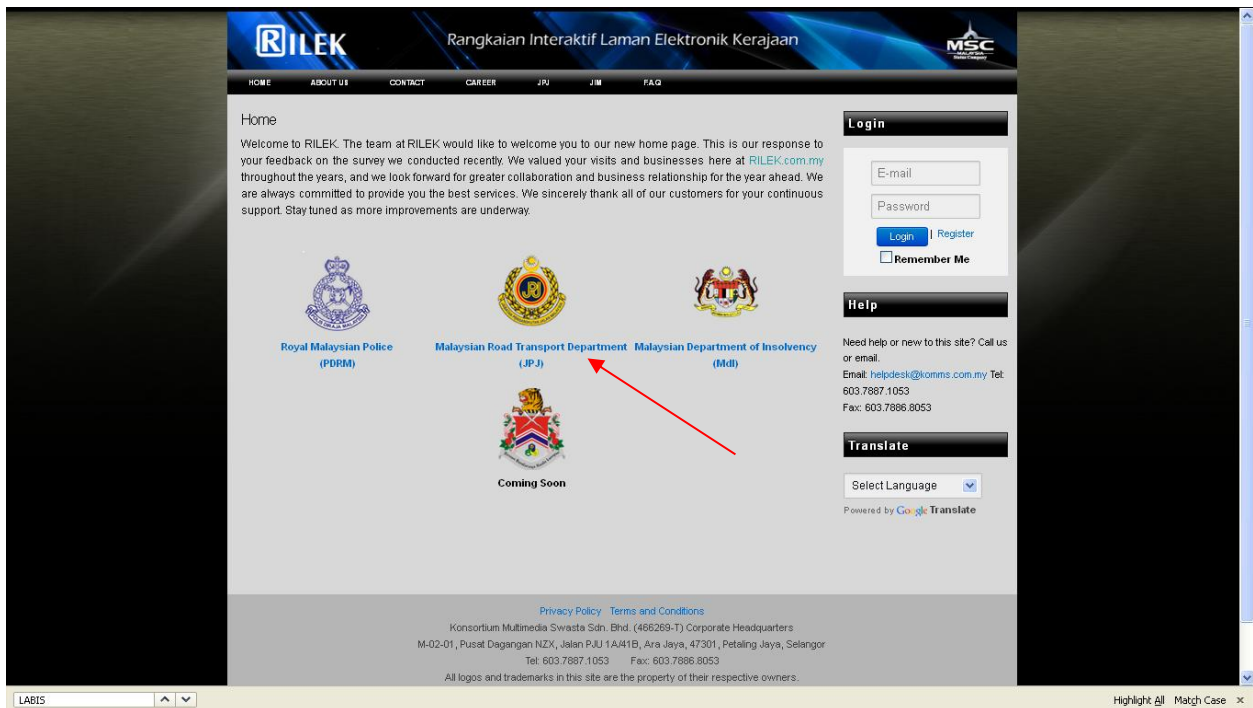 RILEK
Rangkaian Interaktif Laman Elektronik Kerajaan
MSC
MALAYSIA
Status Company
HOME ABOUT US CONTACT CAREER JPJ JIM F.A.Q
Home
Welcome to RILEK. The team at RILEK would like to welcome you to our new home page. This is our response to
your feedback on the survey we conducted recently. We valued your visits and businesses here at RILEK.com.my
throughout the years, and we look forward for greater collaboration and business relationship for the year ahead. We
are always committed to provide you the best services. We sincerely thank all of our customers for your continuous
support. Stay tuned as more improvements are underway.
Royal Malaysian Police
(PDRM)
JPJ
Malaysian Road Transport Department
(JPJ)
Malaysian Department of Insolvency
(MdI)
Coming Soon
Login
E-mail
Password
Login | Register
Remember Me
Help
Need help or new to this site? Call us
or email.
Email: helpdesk@komms.com.my Tel:
603.7887.1053
Fax: 603.7886.8053
Translate
Select Language
Powered by Google Translate
Privacy Policy Terms and Conditions
Konsortium Multimedia Swasta Sdn. Bhd. (466269-T) Corporate Headquarters
M-02-01, Pusat Dagangan NZX, Jalan PJU 1A/41B, Ara Jaya, 47301, Petaling Jaya, Selangor
Tel: 603.7887.1053 Fax: 603.7886.8053
All logos and trademarks in this site are the property of their respective owners.
LABIS
Highlight All Match Case